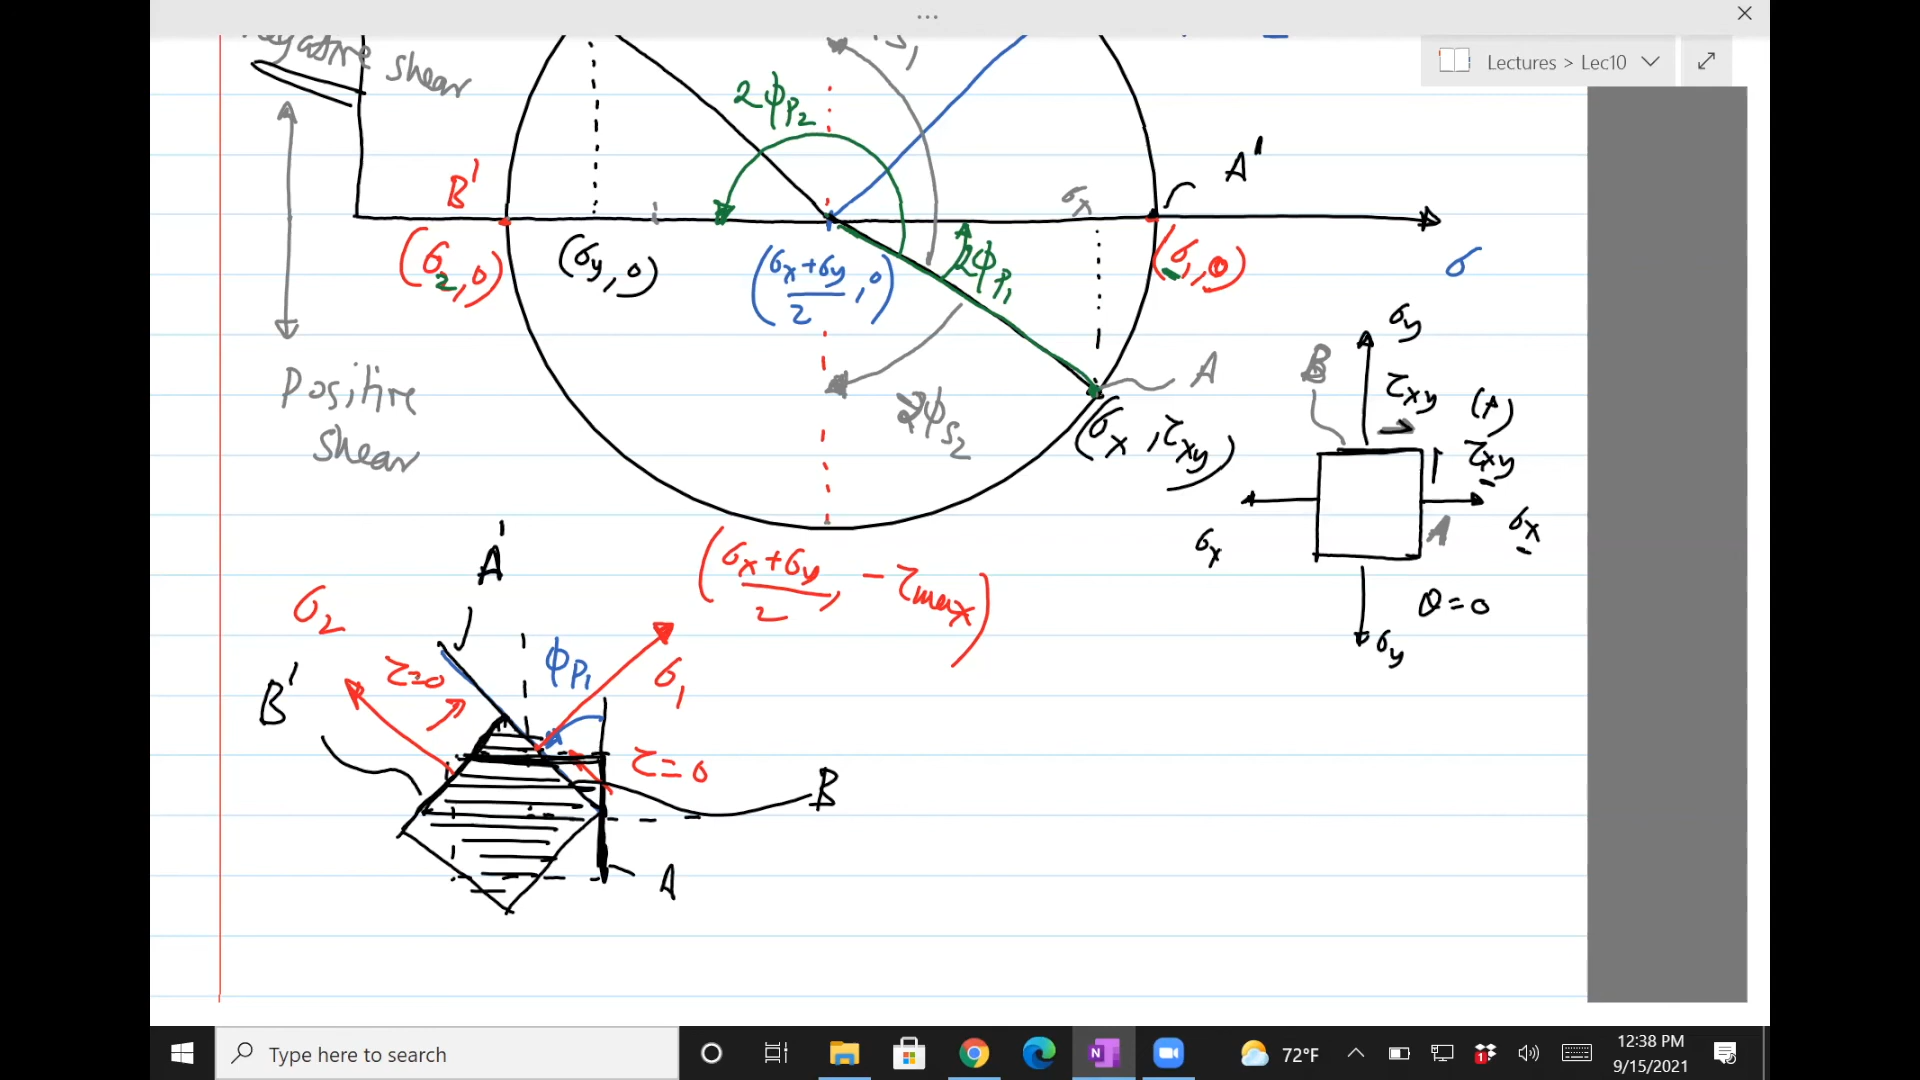 ...
Lectures > Lec10
shear
S₁
2ϕP₂
A'
B'
σx
(σ₂,0)
(σy,0)
(σx+σy/2,0)
2ϕP₁
(σ₁,0)
σ
Positive
shear
A
2ϕS₂
(σx,τxy)
σy
B
τxy
(+)
τxy
σx
A
σx
θ=0
σy
(σx+σy/2, -τmax)
A'
σ₂
τ=0
ϕP₁
σ₁
B'
τ=0
B
A
Type here to search
72°F
1
12:38 PM
9/15/2021